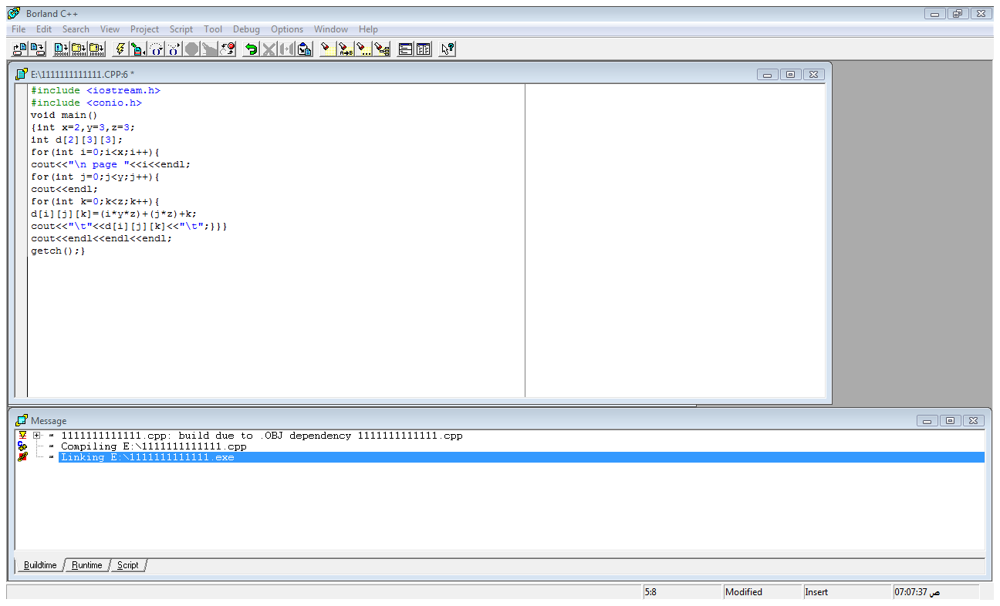 Borland C++
File Edit Search View Project Script Tool Debug Options Window Help
E:\1111111111111.CPP:6 *
#include <iostream.h>
#include <conio.h>
void main()
{int x=2,y=3,z=3;
int d[2][3][3];
for(int i=0;i<x;i++){
cout<<"\n page "<<i<<endl;
for(int j=0;j<y;j++){
cout<<endl;
for(int k=0;k<z;k++){
d[i][j][k]=(i*y*z)+(j*z)+k;
cout<<"\t"<<d[i][j][k]<<"\t";}}}
cout<<endl<<endl<<endl;
getch();}
Message
1111111111111.cpp: build due to .OBJ dependency 1111111111111.cpp
Compiling E:\1111111111111.cpp
Linking E:\1111111111111.exe
Buildtime Runtime Script
5:8 Modified Insert 07:07:37 ص